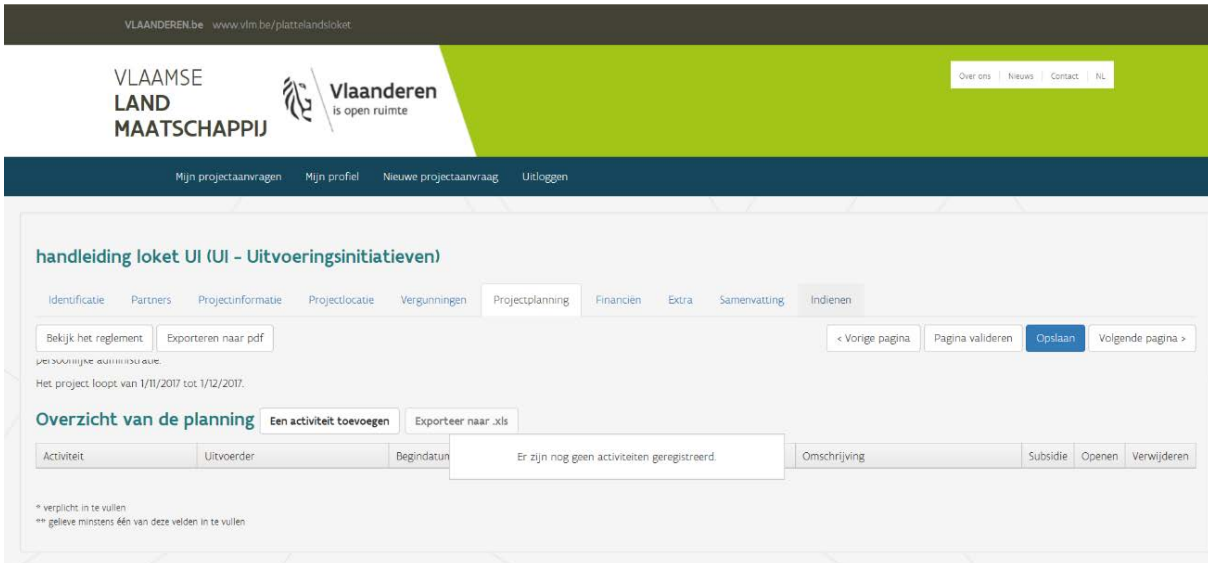 VLAANDEREN.be www.vlm.be/plattelandsloket
VLAAMSE
LAND
MAATSCHAPPIJ
Vlaanderen
is open ruimte
Over ons Nieuws Contact NL
Mijn projectaanvragen Mijn profiel Nieuwe projectaanvraag Uitloggen
handleiding loket UI (UI - Uitvoeringsinitiatieven)
Identificatie Partners Projectinformatie Projectlocatie Vergunningen Projectplanning Financiën Extra Samenvatting Indienen
Bekijk het reglement Exporteren naar pdf < Vorige pagina Pagina valideren Opslaan Volgende pagina >
persoonlijke administratie.
Het project loopt van 1/11/2017 tot 1/12/2017.
Overzicht van de planning Een activiteit toevoegen Exporteer naar .xls
Activiteit Uitvoerder Begindatum Er zijn nog geen activiteiten geregistreerd. Omschrijving Subsidie Openen Verwijderen
* verplicht in te vullen
** gelieve minstens één van deze velden in te vullen